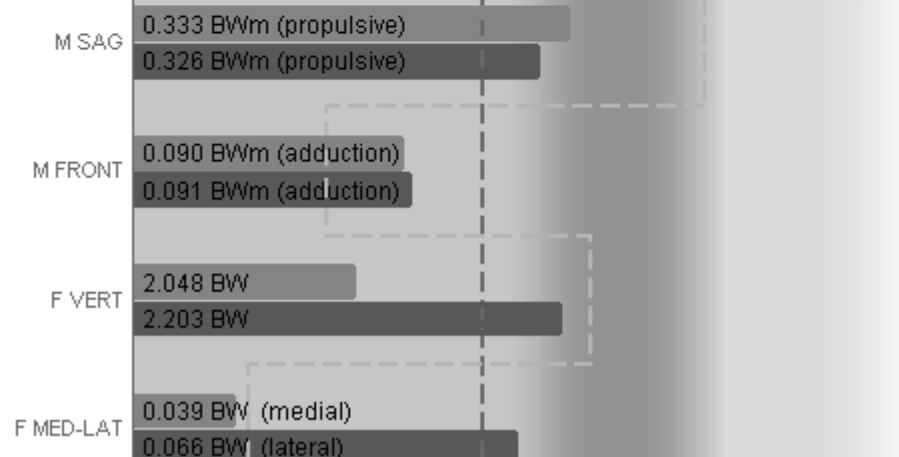 M SAG
0.333 BWm (propulsive)
0.326 BWm (propulsive)
M FRONT
0.090 BWm (adduction)
0.091 BWm (adduction)
F VERT
2.048 BW
2.203 BW
F MED-LAT
0.039 BW (medial)
0.066 BW (lateral)